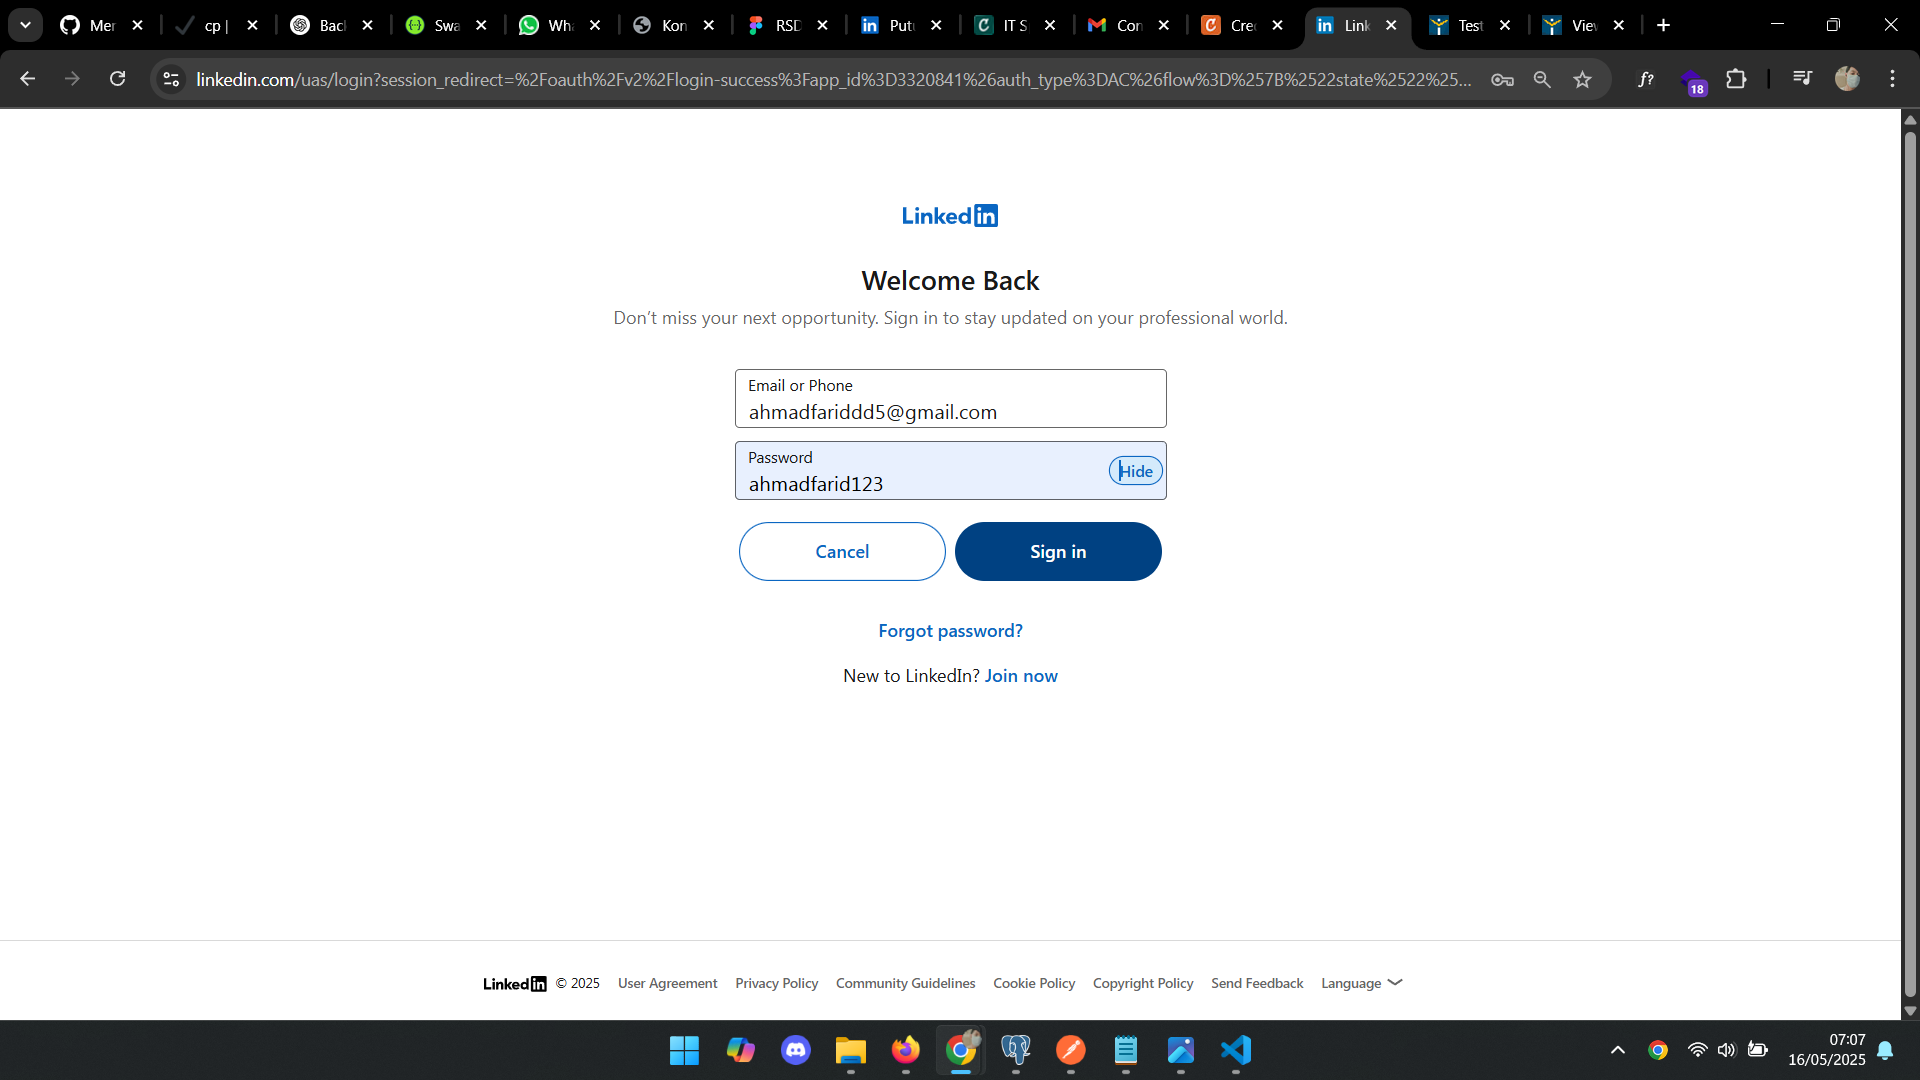 Mer
cp |
Bac
Swa
Wha
Kon
RSD
Putu
IT S
Con
Cre
Link
Test
View
linkedin.com/uas/login?session_redirect=%2Foauth%2Fv2%2Flogin-success%3Fapp_id%3D3320841%26auth_type%3DAC%26flow%3D%257B%2522state%2522%25...
f?
18
Linked in
Welcome Back
Don’t miss your next opportunity. Sign in to stay updated on your professional world.
Email or Phone
ahmadfariddd5@gmail.com
Password
ahmadfarid123
Hide
Cancel
Sign in
Forgot password?
New to LinkedIn? Join now
Linked in © 2025 User Agreement Privacy Policy Community Guidelines Cookie Policy Copyright Policy Send Feedback Language
07:07
16/05/2025